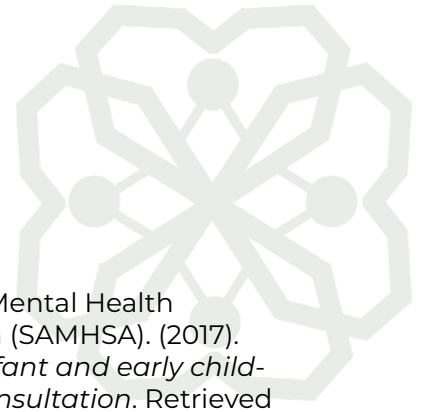 Mental Health
(SAMHSA). (2017).
fant and early child-
nsultation. Retrieved